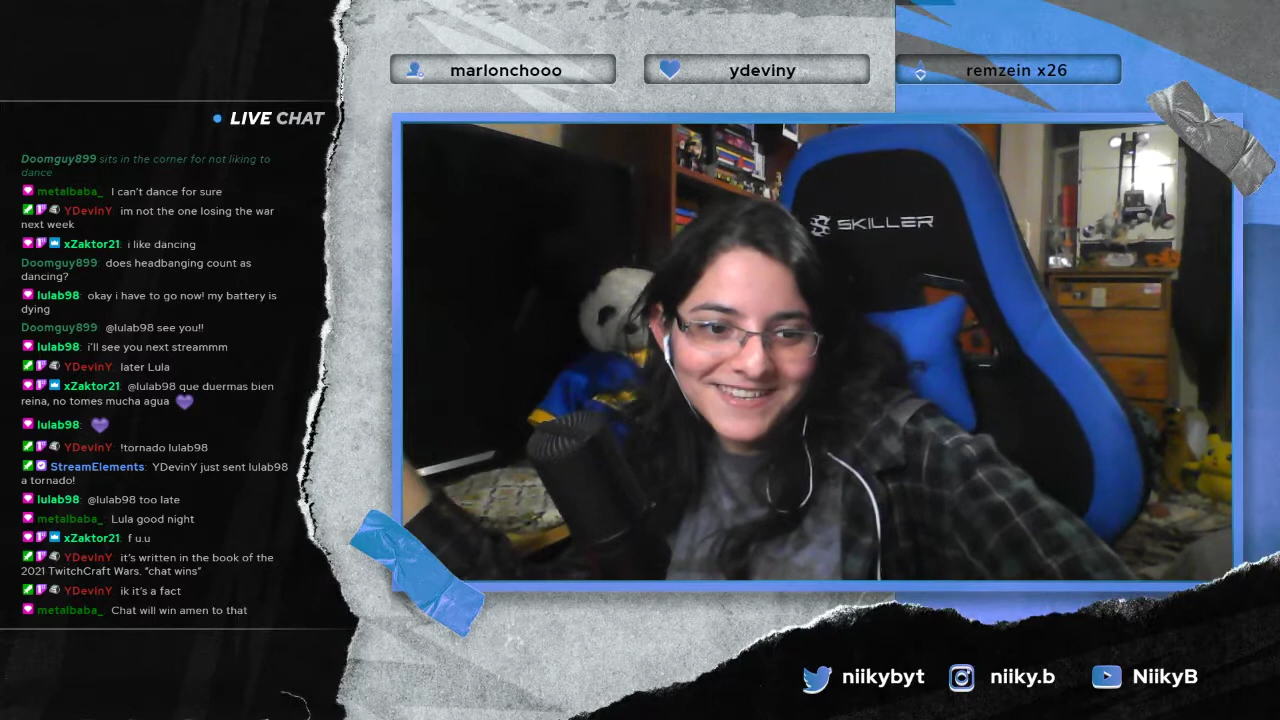 marlonchooo
ydeviny
remzein x26
LIVE CHAT
Doomguy899 sits in the corner for not liking to
dance
metalbaba_ I can't dance for sure
YDevinY im not the one losing the war
next week
xZaktor21: i like dancing
Doomguy899: does headbanging count as
dancing?
lulab98: okay i have to go now! my battery is
dying
Doomguy899: @lulab98 see you!!
lulab98: i'll see you next streammm
YDevinY later Lula
xZaktor21: @lulab98 que duermas bien
reina, no tomes mucha agua
lulab98:
YDevinY !tornado lulab98
StreamElements: YDevinY just sent lulab98
a tornado!
lulab98: @lulab98 too late
metalbaba_ Lula good night
xZaktor21: f u.u
YDevinY it's written in the book of the
2021 TwitchCraft Wars. "chat wins"
YDevinY ik it's a fact
metalbaba_ Chat will win amen to that
SKILLER
niikybyt
niiky.b
NiikyB